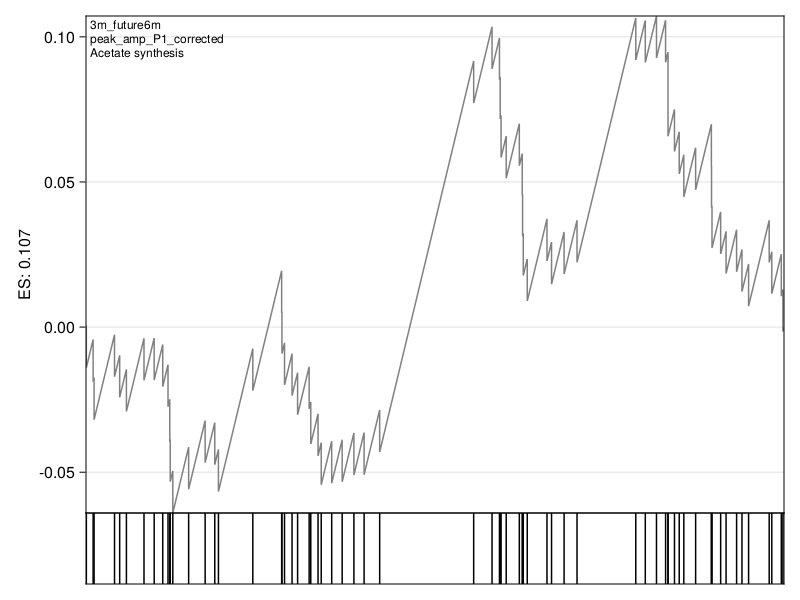 3m_future6m
peak_amp_P1_corrected
Acetate synthesis
0.10
0.05
0.00
-0.05
ES: 0.107